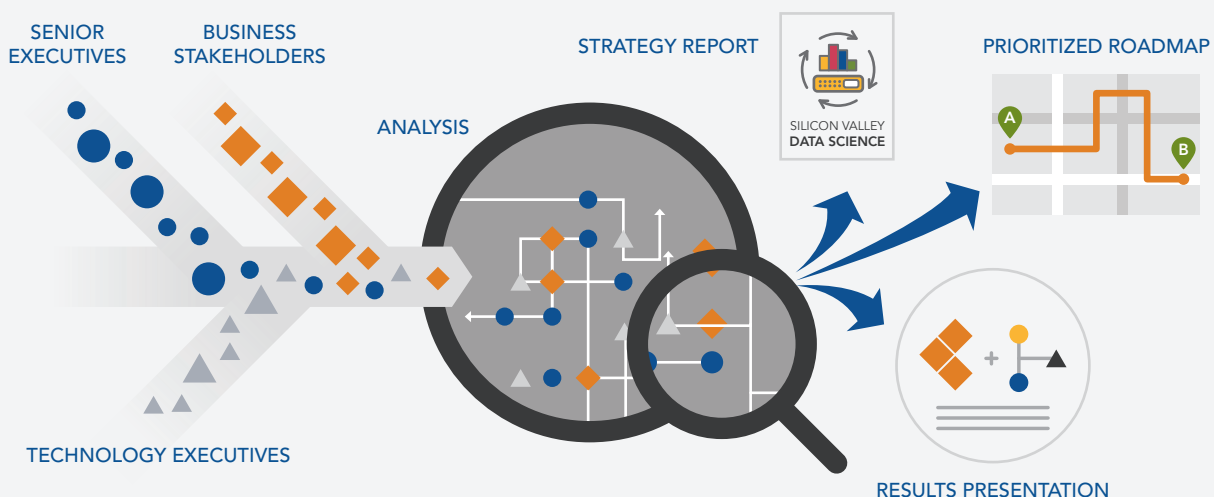 SENIOR
EXECUTIVES
BUSINESS
STAKEHOLDERS
ANALYSIS
STRATEGY REPORT
SILICON VALLEY
DATA SCIENCE
PRIORITIZED ROADMAP
A
B
TECHNOLOGY EXECUTIVES
RESULTS PRESENTATION